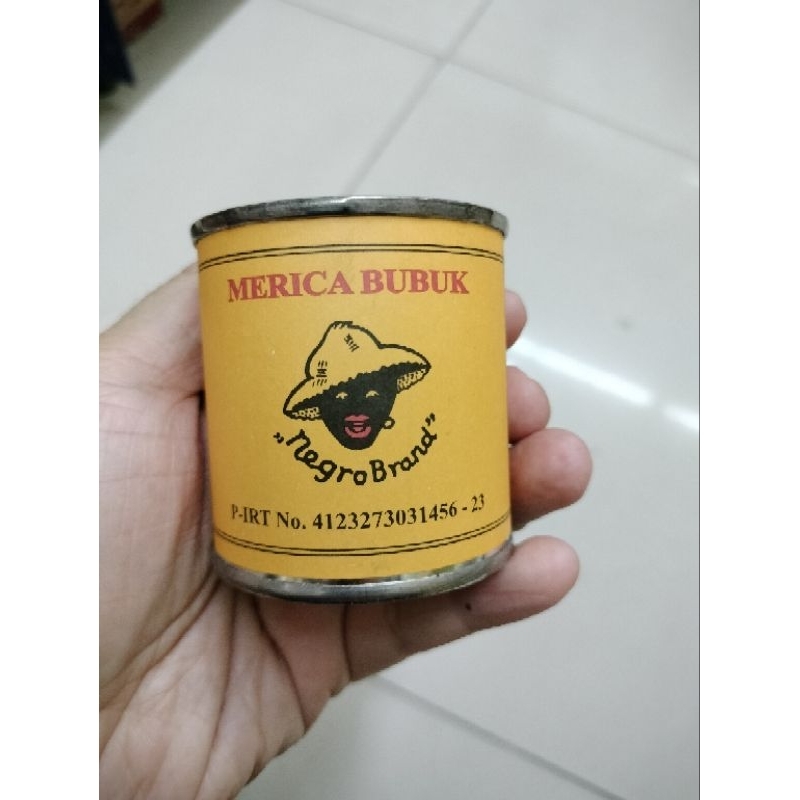 MERICA BUBUK
„negro Brand”
P-IRT No. 4123273031456 - 23